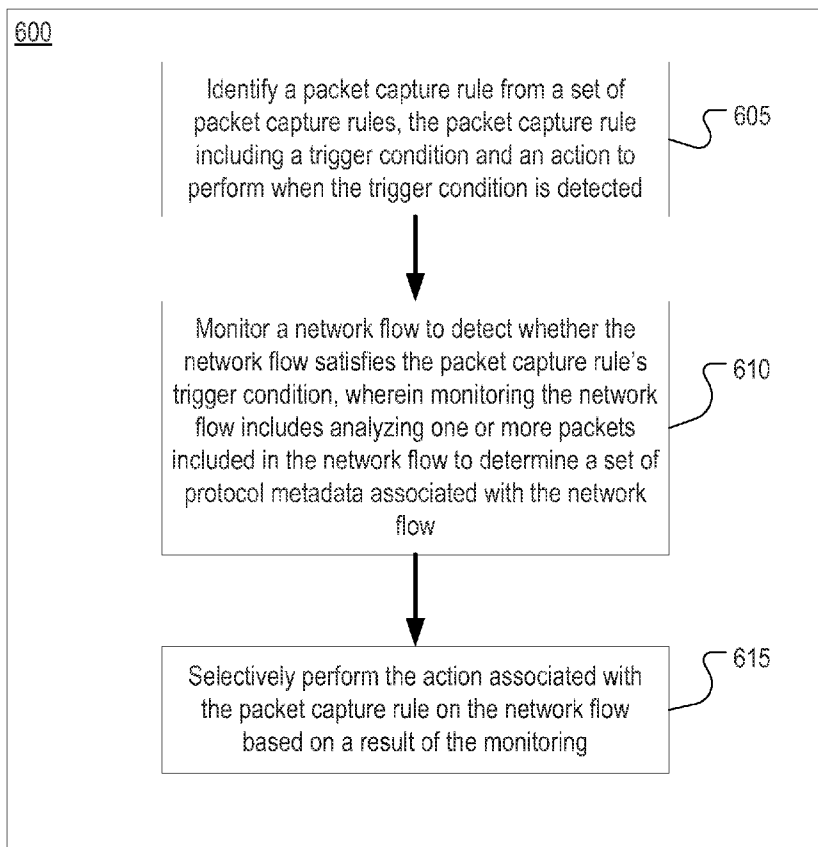 600
Identify a packet capture rule from a set of
packet capture rules, the packet capture rule
including a trigger condition and an action to
perform when the trigger condition is detected
605
Monitor a network flow to detect whether the
network flow satisfies the packet capture rule's
trigger condition, wherein monitoring the network
flow includes analyzing one or more packets
included in the network flow to determine a set of
protocol metadata associated with the network
flow
610
Selectively perform the action associated with
the packet capture rule on the network flow
based on a result of the monitoring
615